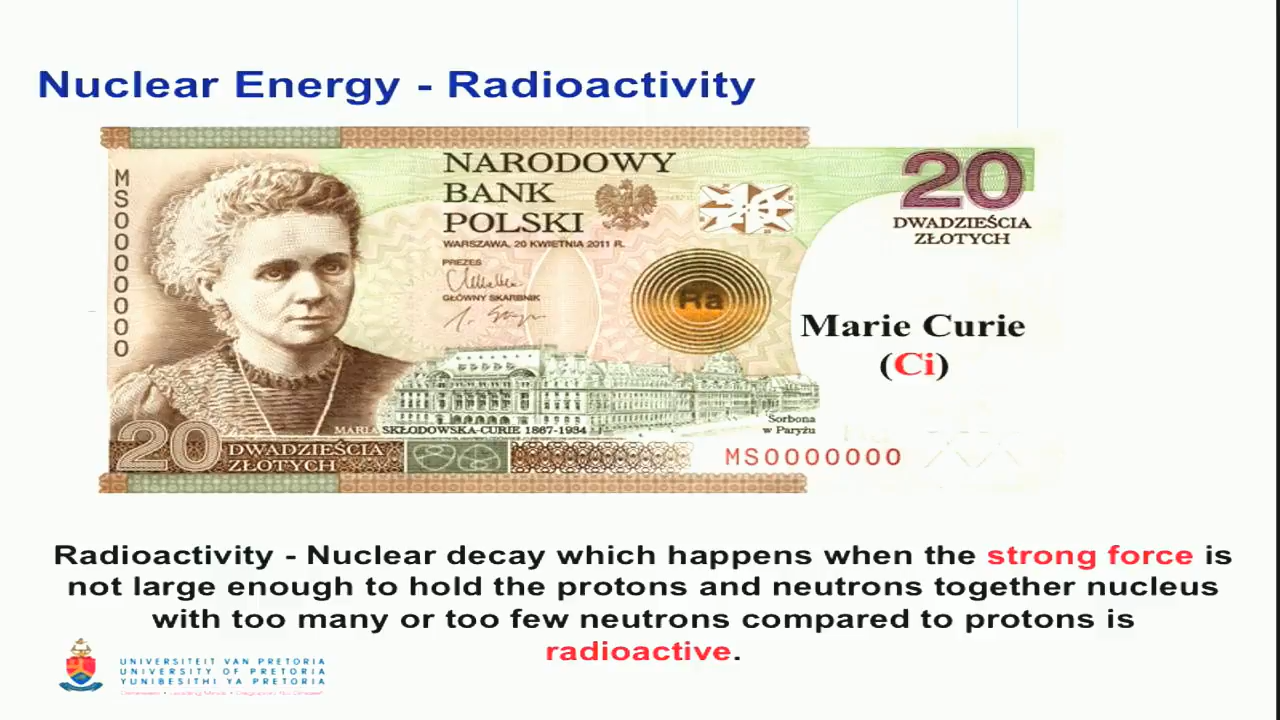 Nuclear Energy - Radioactivity
MS0000000
NARODOWY
BANK
POLSKI
WARSZAWA, 20 KWIETNIA 2011 R.
PREZES
GŁÓWNY SKARBNIK
20
20
DWADZIEŚCIA
ZŁOTYCH
Ra
Marie Curie
(Ci)
Sorbona
w Paryżu
MARIA SKŁODOWSKA-CURIE 1867-1934
20 DWADZIEŚCIA
ZŁOTYCH
MS0000000
Radioactivity - Nuclear decay which happens when the strong force is
not large enough to hold the protons and neutrons together nucleus
with too many or too few neutrons compared to protons is
radioactive.
UNIVERSITEIT VAN PRETORIA
UNIVERSITY OF PRETORIA
YUNIBESITHI YA PRETORIA